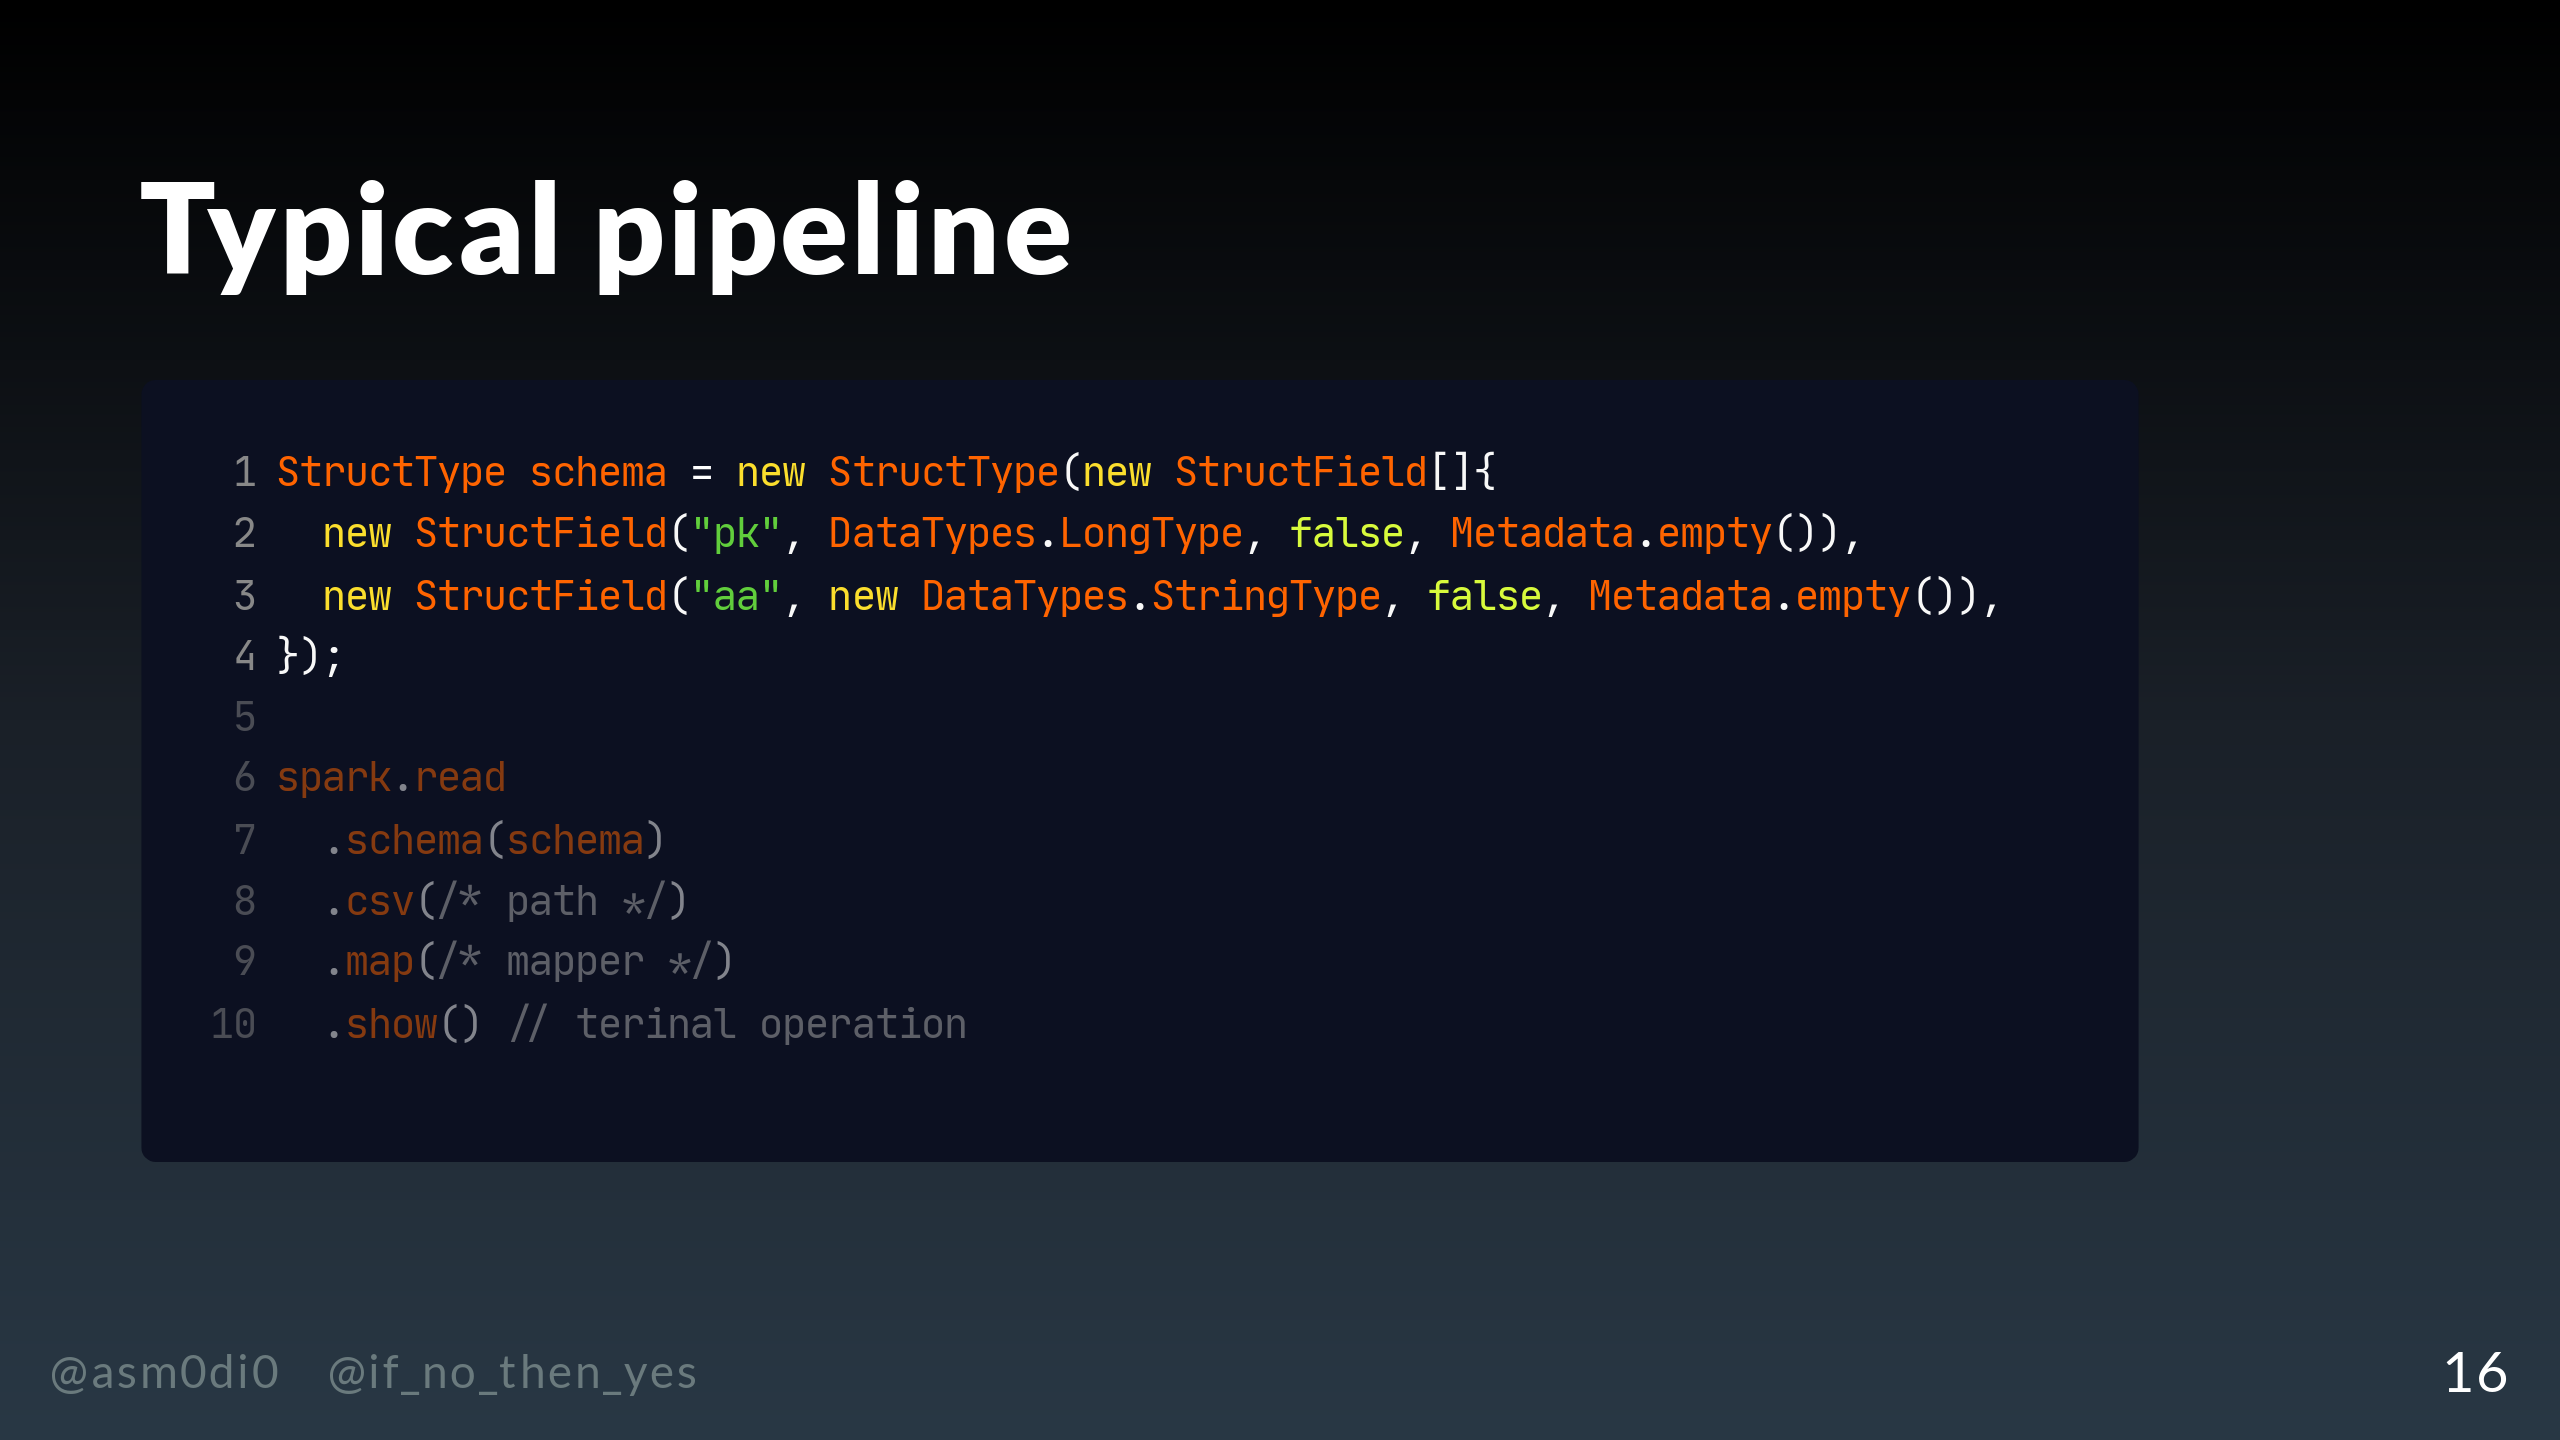 Typical pipeline
1 StructType schema = new StructType(new StructField[]{
2   new StructField("pk", DataTypes.LongType, false, Metadata.empty()),
3   new StructField("aa", new DataTypes.StringType, false, Metadata.empty()),
4 });
5
6 spark.read
7   .schema(schema)
8   .csv(/* path */)
9   .map(/* mapper */)
10   .show() // terinal operation
@asm0di0 @if_no_then_yes
16